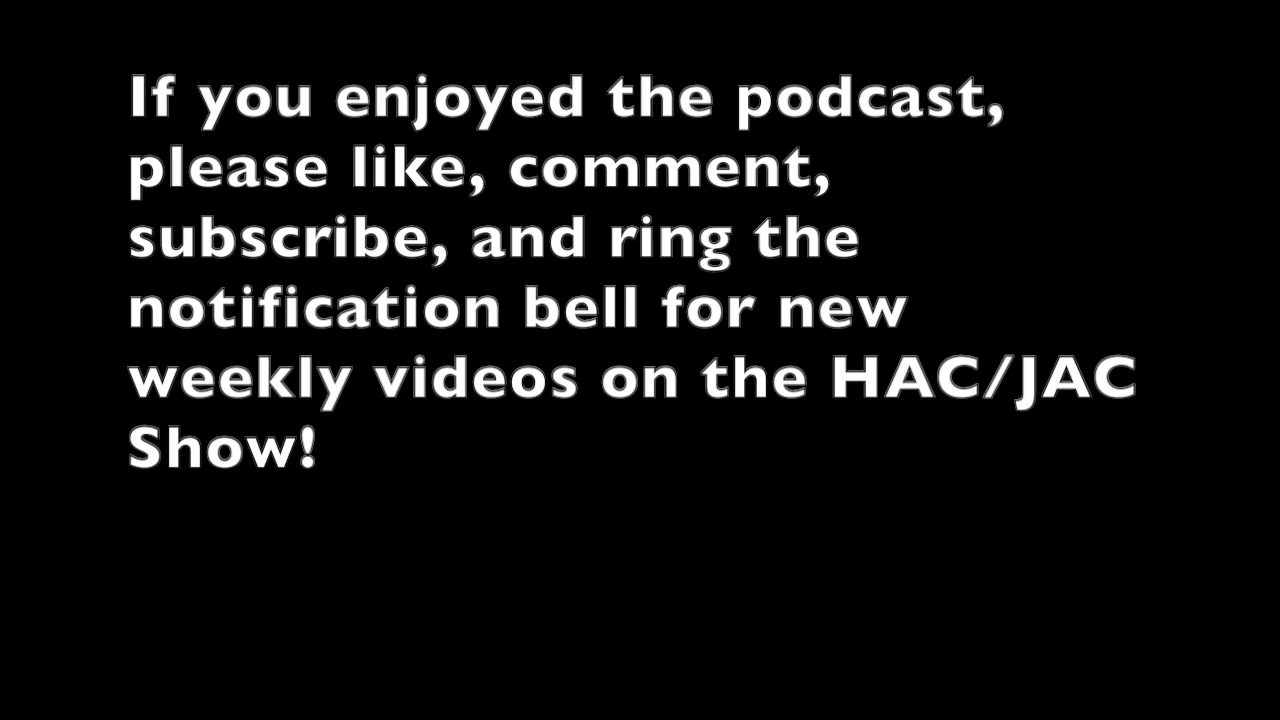 If you enjoyed the podcast,
please like, comment,
subscribe, and ring the
notification bell for new
weekly videos on the HAC/JAC
Show!